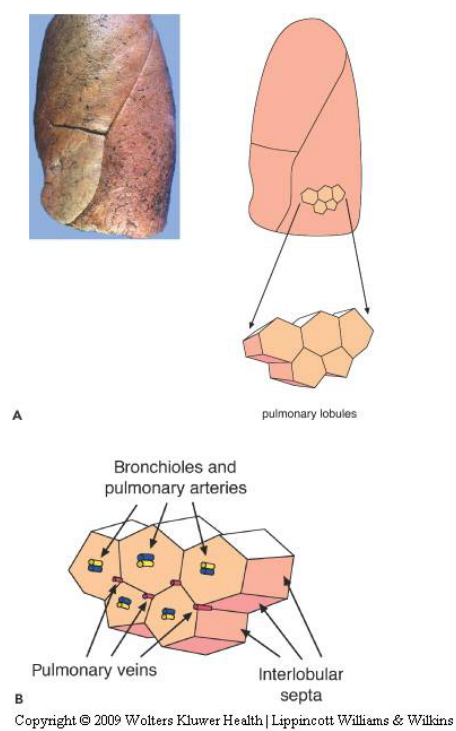 A
pulmonary lobules
Bronchioles and
pulmonary arteries
Pulmonary veins
Interlobular
septa
B
Copyright © 2009 Wolters Kluwer Health | Lippincott Williams & Wilkins